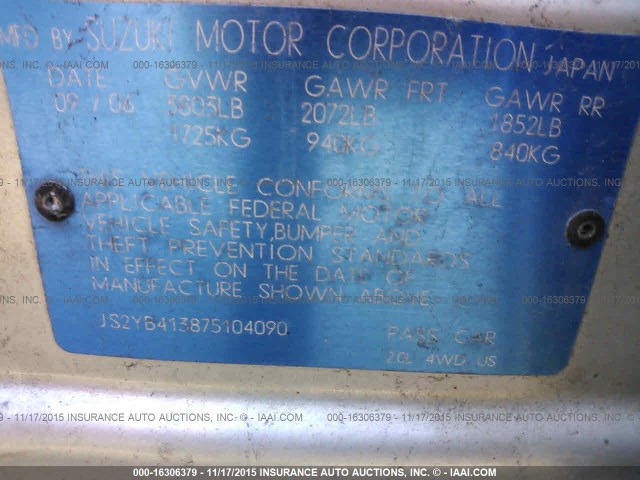 MFD BY SUZUKI MOTOR CORPORATION JAPAN
DATE GVWR GAWR FRT GAWR RR
09 / 06 3803LB 2072LB 1852LB
1725KG 940KG 840KG
THIS VEHICLE CONFORMS TO ALL
APPLICABLE FEDERAL MOTOR
VEHICLE SAFETY,BUMPER AND
THEFT PREVENTION STANDARDS
IN EFFECT ON THE DATE OF
MANUFACTURE SHOWN ABOVE
JS2YB413875104090 PASS CAR
2.0L 4WD US
000-16306379 - 11/17/2015 INSURANCE AUTO AUCTIONS, INC. © - IAAI.COM